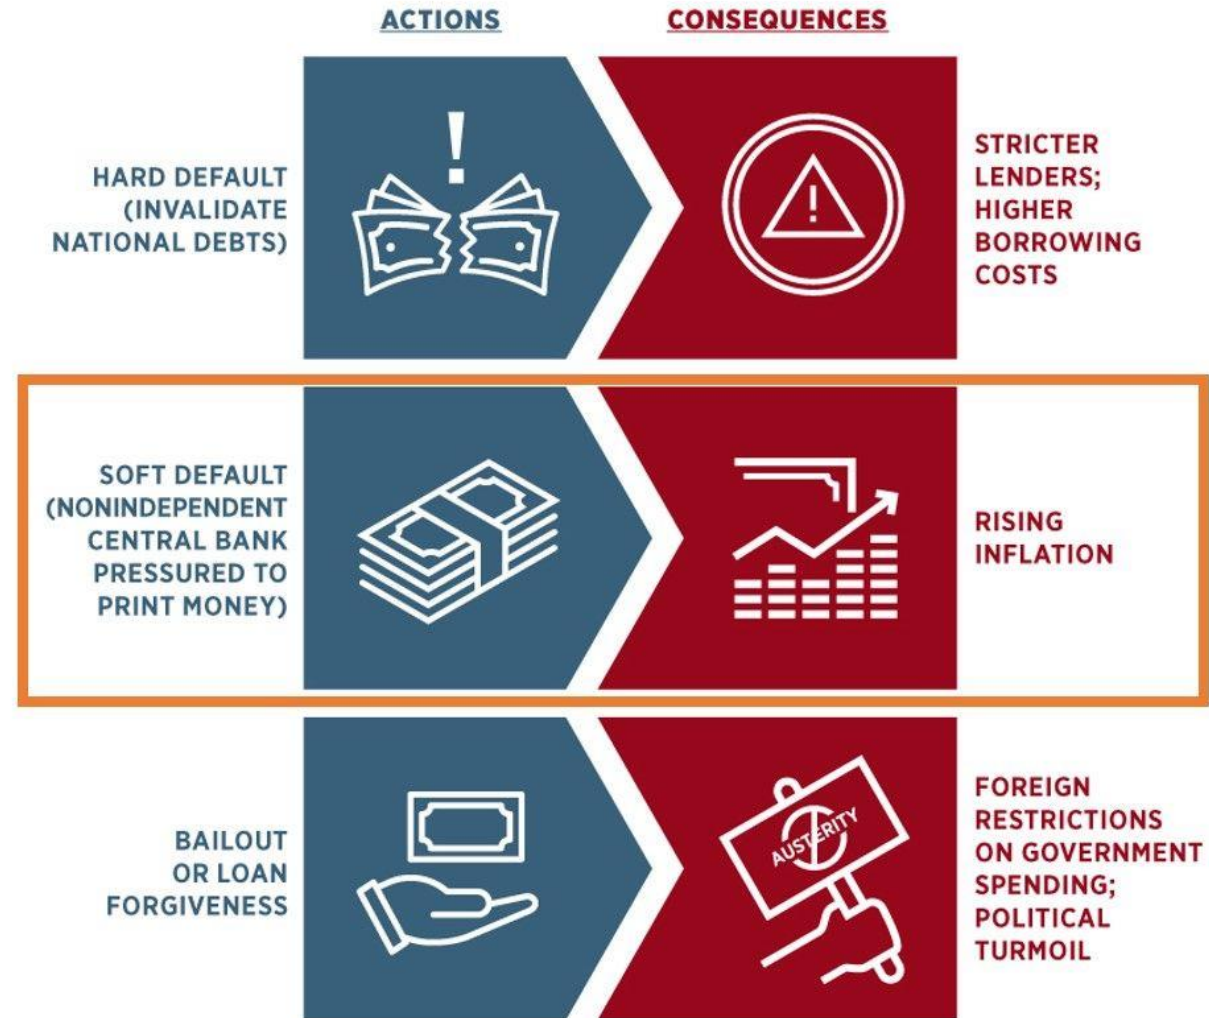 ACTIONS
CONSEQUENCES
HARD DEFAULT
(INVALIDATE
NATIONAL DEBTS)
!
!
STRICTER
LENDERS;
HIGHER
BORROWING
COSTS
SOFT DEFAULT
(NONINDEPENDENT
CENTRAL BANK
PRESSURED TO
PRINT MONEY)
RISING
INFLATION
BAILOUT
OR LOAN
FORGIVENESS
AUSTERITY
FOREIGN
RESTRICTIONS
ON GOVERNMENT
SPENDING;
POLITICAL
TURMOIL